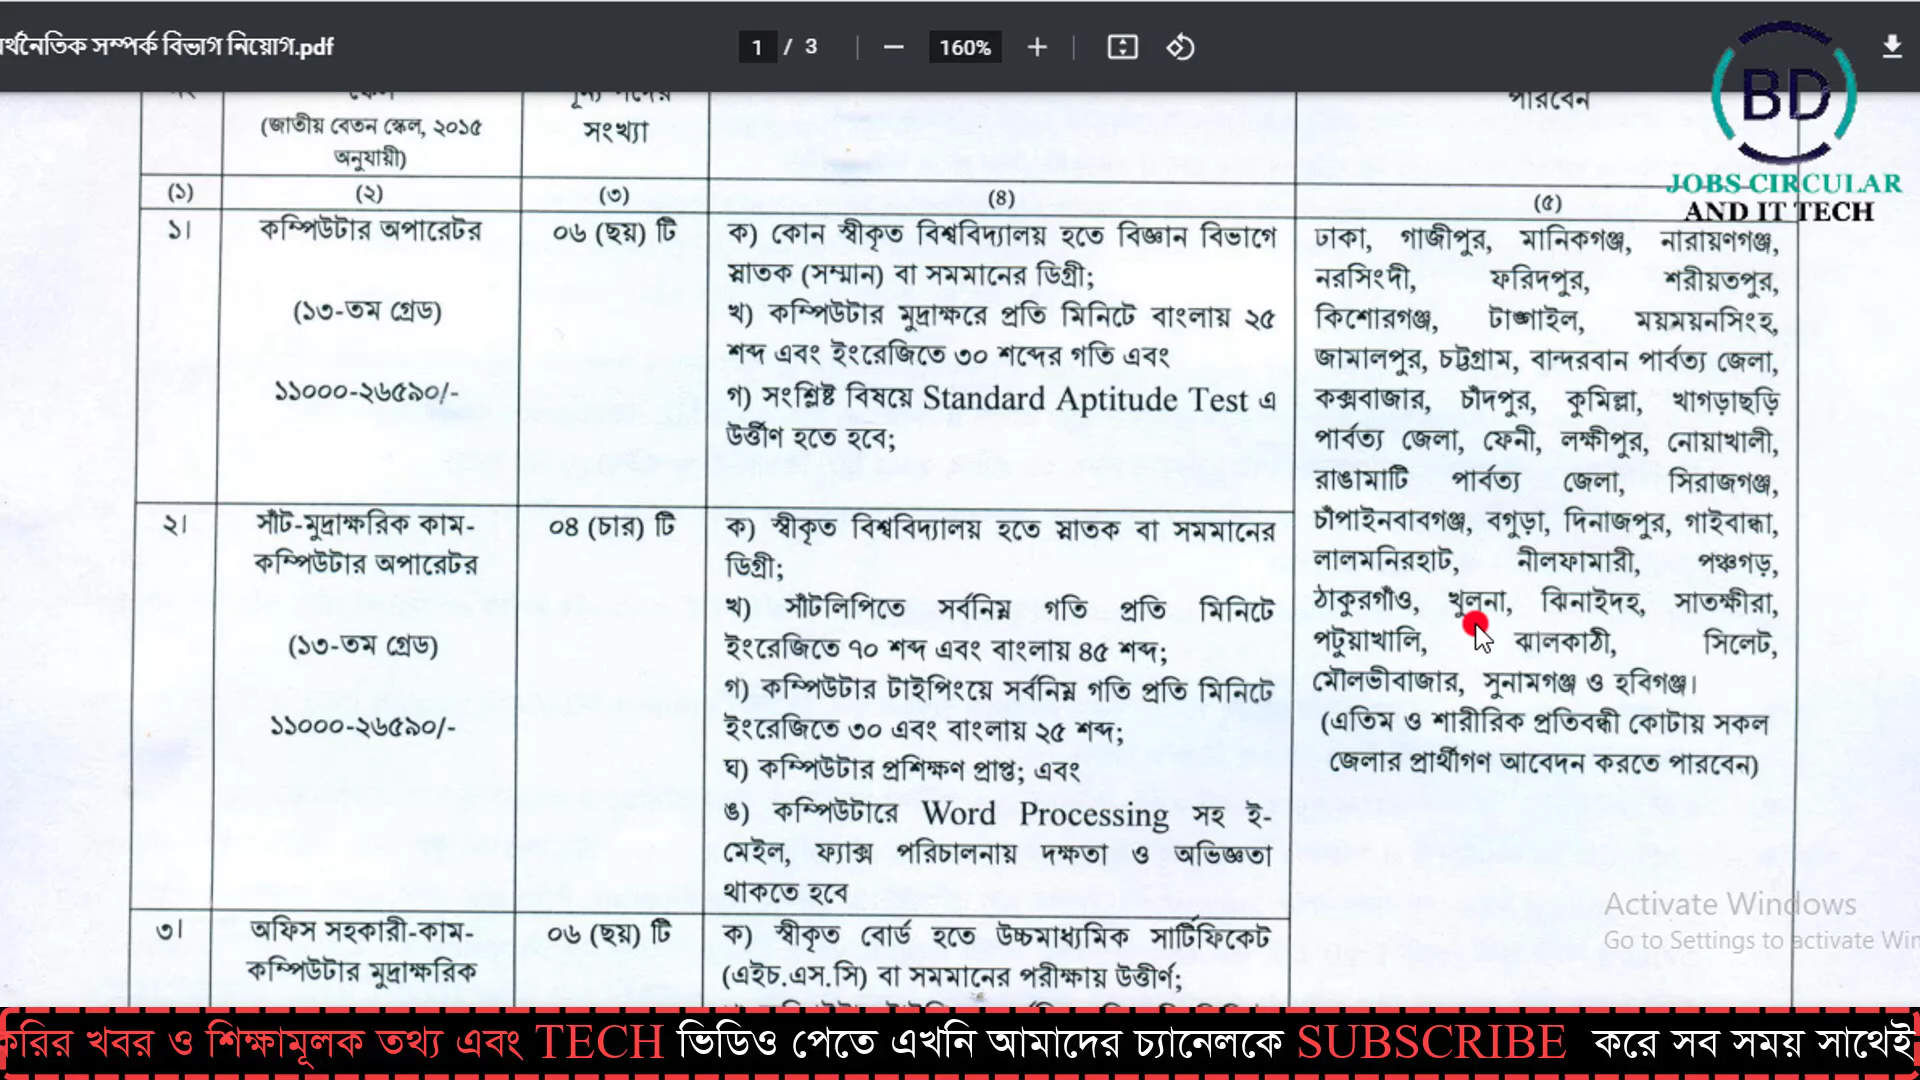 র্থনৈতিক সম্পর্ক বিভাগ নিয়োগ.pdf
1 / 3
160%
BD
JOBS CIRCULAR
AND IT TECH
পারবেন
(জাতীয় বেতন স্কেল, ২০১৫
অনুযায়ী)
সংখ্যা
(১)
(২)
(৩)
(৪)
(৫)
১।
কম্পিউটার অপারেটর
(১৩-তম গ্রেড)
১১০০০-২৬৫৯০/-
০৬ (ছয়) টি
ক) কোন স্বীকৃত বিশ্ববিদ্যালয় হতে বিজ্ঞান বিভাগে
স্নাতক (সম্মান) বা সমমানের ডিগ্রী;
খ) কম্পিউটার মুদ্রাক্ষরে প্রতি মিনিটে বাংলায় ২৫
শব্দ এবং ইংরেজিতে ৩০ শব্দের গতি এবং
গ) সংশ্লিষ্ট বিষয়ে Standard Aptitude Test এ
উর্ত্তীণ হতে হবে;
ঢাকা, গাজীপুর, মানিকগঞ্জ, নারায়ণগঞ্জ,
নরসিংদী, ফরিদপুর, শরীয়তপুর,
কিশোরগঞ্জ, টাঙ্গাইল, ময়ময়নসিংহ,
জামালপুর, চট্টগ্রাম, বান্দরবান পার্বত্য জেলা,
কক্সবাজার, চাঁদপুর, কুমিল্লা, খাগড়াছড়ি
পার্বত্য জেলা, ফেনী, লক্ষীপুর, নোয়াখালী,
রাঙামাটি পার্বত্য জেলা, সিরাজগঞ্জ,
চাঁপাইনবাবগঞ্জ, বগুড়া, দিনাজপুর, গাইবান্ধা,
লালমনিরহাট, নীলফামারী, পঞ্চগড়,
ঠাকুরগাঁও, খুলনা, ঝিনাইদহ, সাতক্ষীরা,
পটুয়াখালি, ঝালকাঠী, সিলেট,
মৌলভীবাজার, সুনামগঞ্জ ও হবিগঞ্জ।
(এতিম ও শারীরিক প্রতিবন্ধী কোটায় সকল
জেলার প্রার্থীগণ আবেদন করতে পারবেন)
২।
সাঁট-মুদ্রাক্ষরিক কাম-
কম্পিউটার অপারেটর
(১৩-তম গ্রেড)
১১০০০-২৬৫৯০/-
০৪ (চার) টি
ক) স্বীকৃত বিশ্ববিদ্যালয় হতে স্নাতক বা সমমানের
ডিগ্রী;
খ) সাঁটলিপিতে সর্বনিম্ন গতি প্রতি মিনিটে
ইংরেজিতে ৭০ শব্দ এবং বাংলায় ৪৫ শব্দ;
গ) কম্পিউটার টাইপিংয়ে সর্বনিম্ন গতি প্রতি মিনিটে
ইংরেজিতে ৩০ এবং বাংলায় ২৫ শব্দ;
ঘ) কম্পিউটার প্রশিক্ষণ প্রাপ্ত; এবং
ঙ) কম্পিউটারে Word Processing সহ ই-
মেইল, ফ্যাক্স পরিচালনায় দক্ষতা ও অভিজ্ঞতা
থাকতে হবে
৩।
অফিস সহকারী-কাম-
কম্পিউটার মুদ্রাক্ষরিক
০৬ (ছয়) টি
ক) স্বীকৃত বোর্ড হতে উচ্চমাধ্যমিক সার্টিফিকেট
(এইচ.এস.সি) বা সমমানের পরীক্ষায় উত্তীর্ণ;
Activate Windows
Go to Settings to activate Win
করির খবর ও শিক্ষামূলক তথ্য এবং TECH ভিডিও পেতে এখনি আমাদের চ্যানেলকে SUBSCRIBE করে সব সময় সাথেই